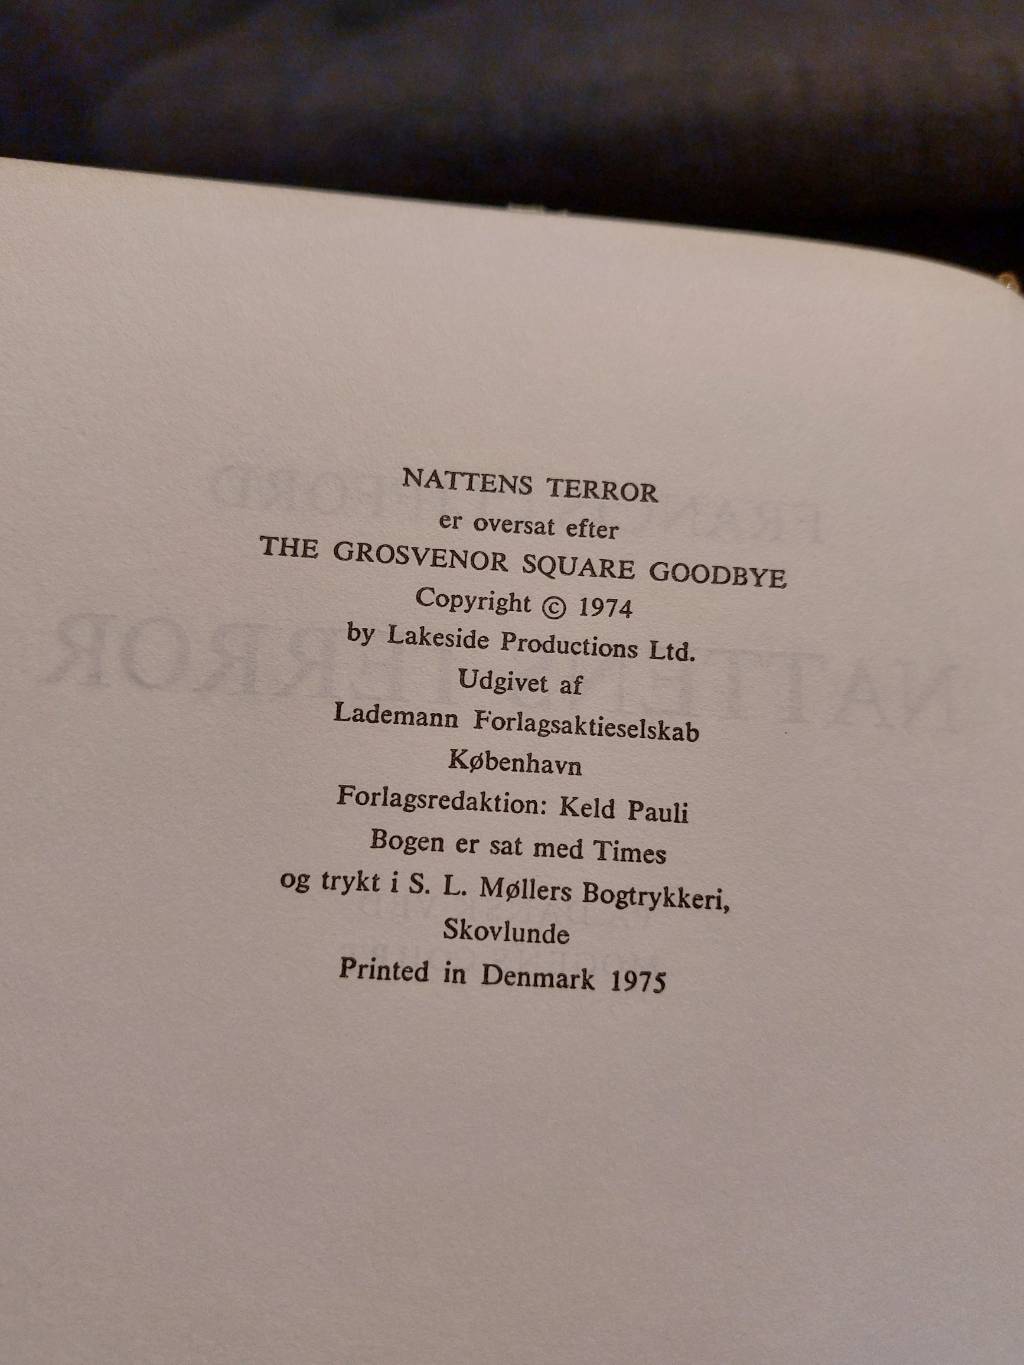 NATTENS TERROR
er oversat efter
THE GROSVENOR SQUARE GOODBYE
Copyright © 1974
by Lakeside Productions Ltd.
Udgivet af
Lademann Forlagsaktieselskab
København
Forlagsredaktion: Keld Pauli
Bogen er sat med Times
og trykt i S. L. Møllers Bogtrykkeri,
Skovlunde
Printed in Denmark 1975